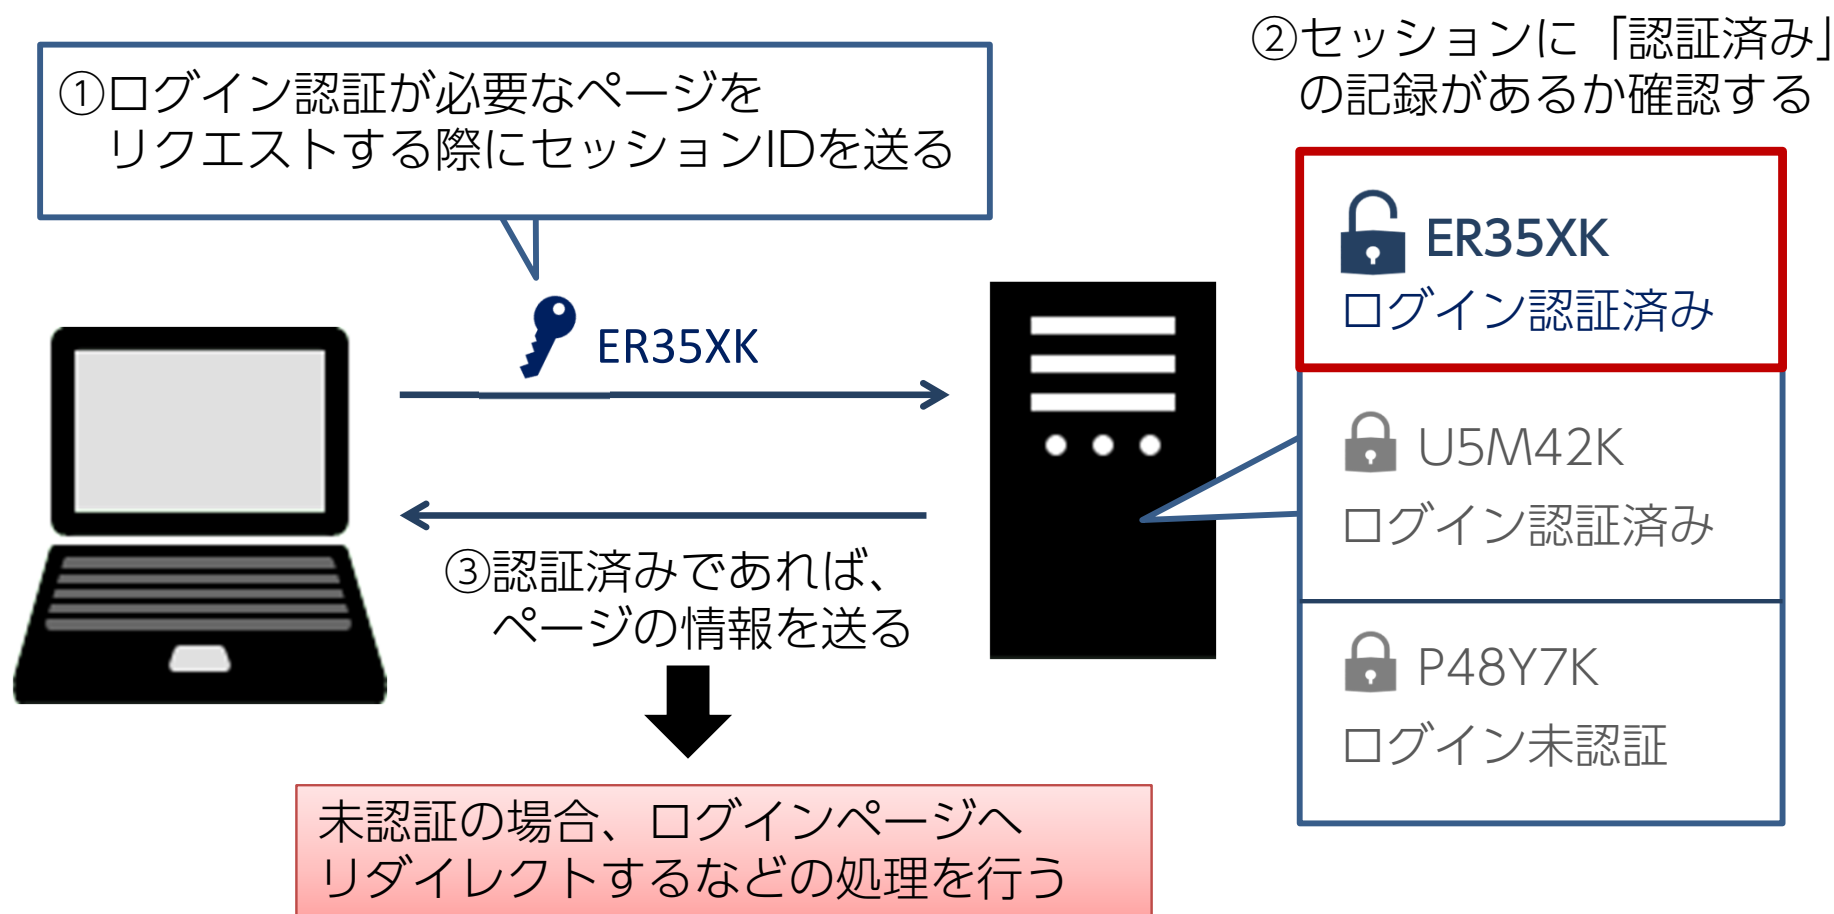 ①ログイン認証が必要なページを
リクエストする際にセッションIDを送る
②セッションに「認証済み」
の記録があるか確認する
ER35XK
ER35XK
ログイン認証済み
U5M42K
ログイン認証済み
P48Y7K
ログイン未認証
③認証済みであれば、
ページの情報を送る
未認証の場合、ログインページへ
リダイレクトするなどの処理を行う